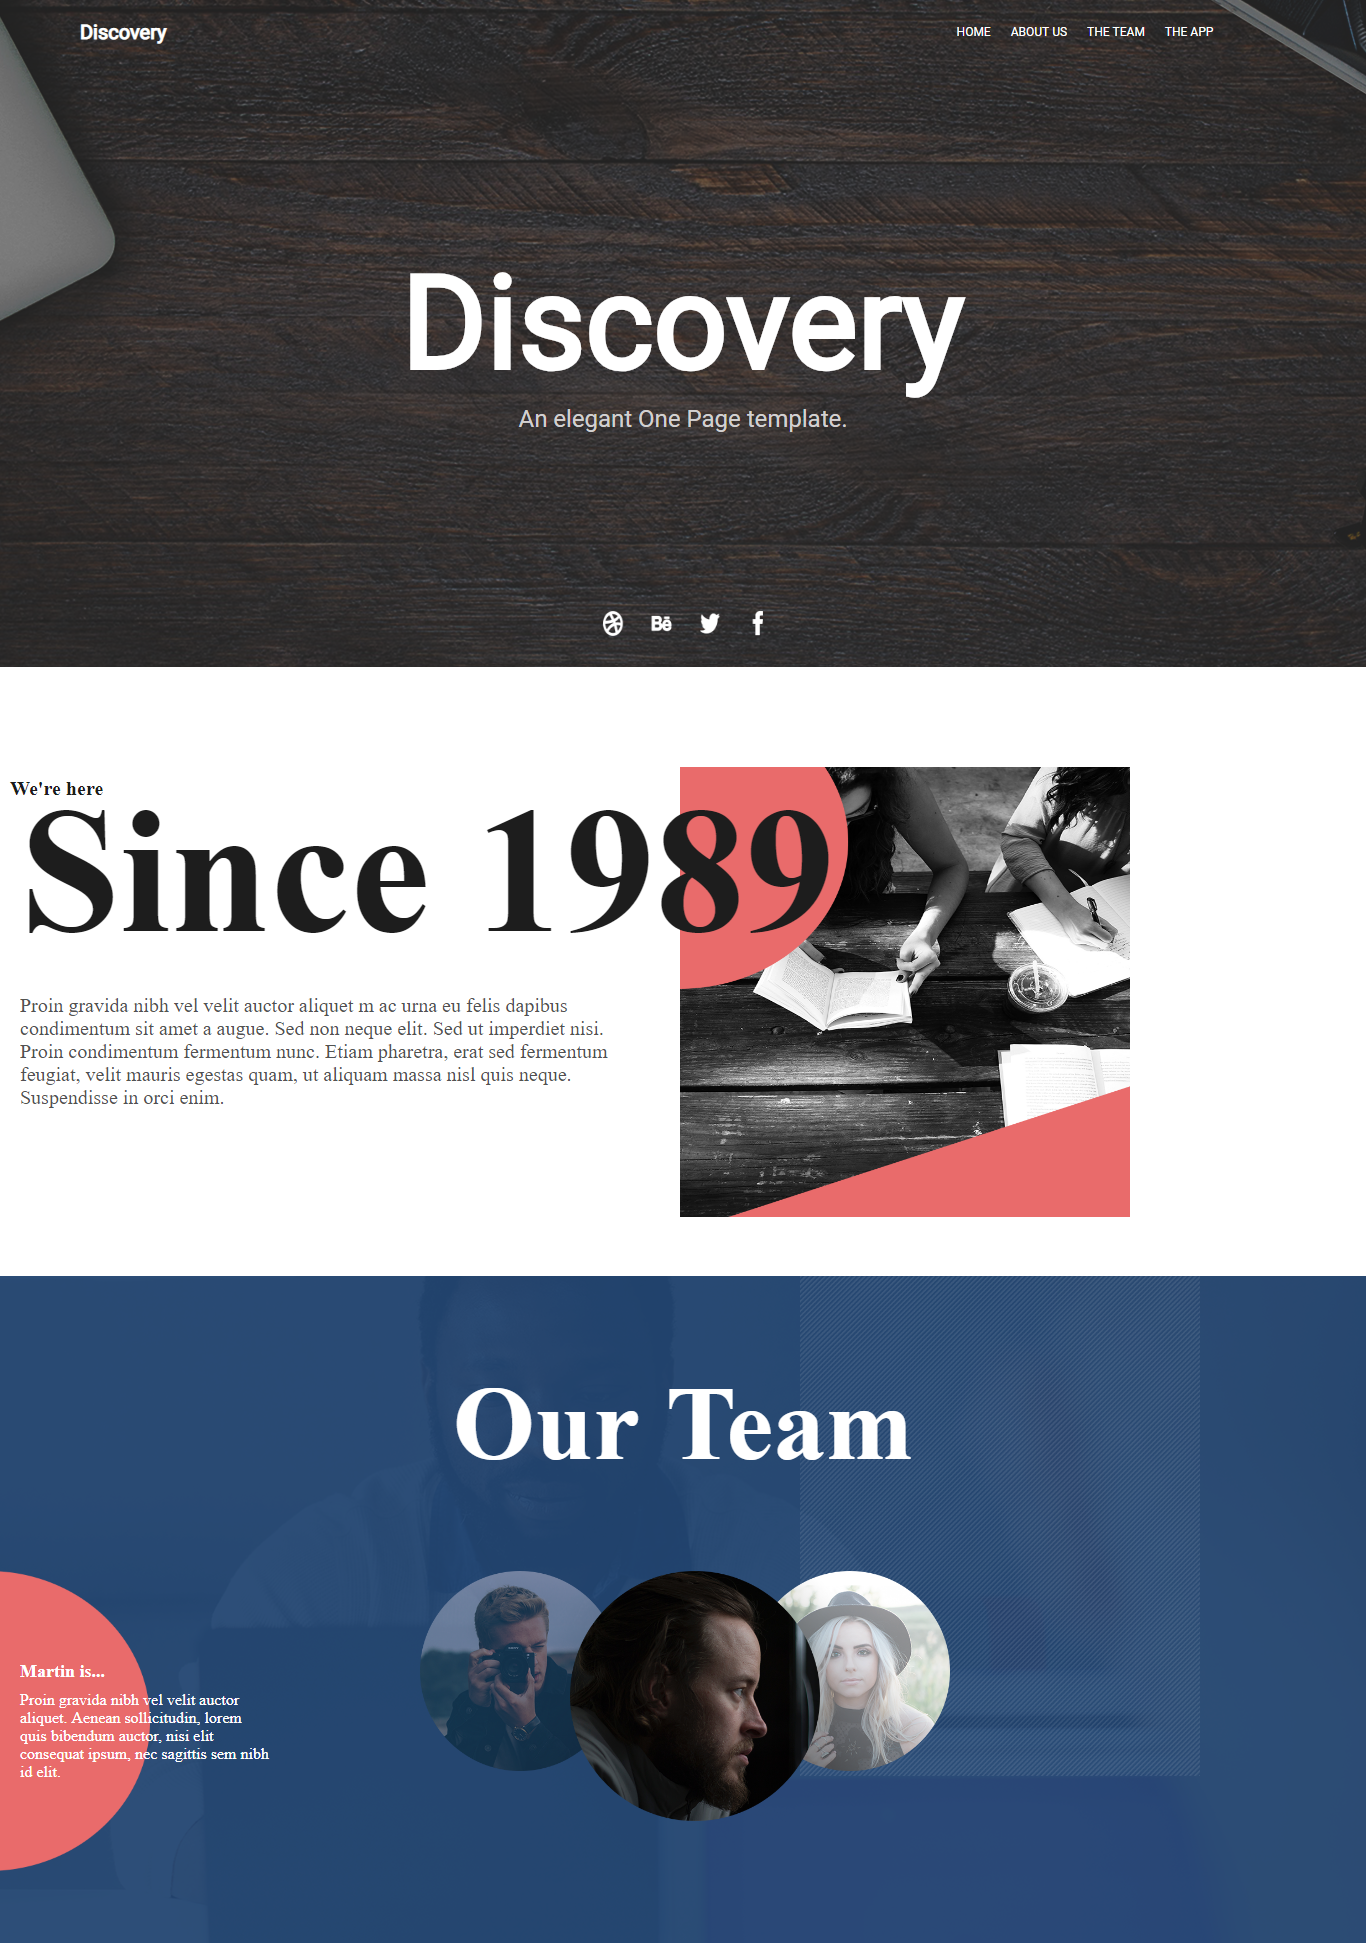 Discovery
HOME ABOUT US THE TEAM THE APP
Discovery
An elegant One Page template.
Bē
We're here
Since 1989
Proin gravida nibh vel velit auctor aliquet m ac urna eu felis dapibus
condimentum sit amet a augue. Sed non neque elit. Sed ut imperdiet nisi.
Proin condimentum fermentum nunc. Etiam pharetra, erat sed fermentum
feugiat, velit mauris egestas quam, ut aliquam massa nisl quis neque.
Suspendisse in orci enim.
Our Team
Martin is...
Proin gravida nibh vel velit auctor
aliquet. Aenean sollicitudin, lorem
quis bibendum auctor, nisi elit
consequat ipsum, nec sagittis sem nibh
id elit.